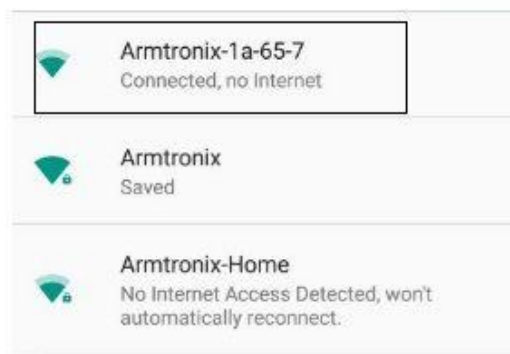 Armtronix-1a-65-7
Connected, no Internet
Armtronix
Saved
Armtronix-Home
No Internet Access Detected, won't
automatically reconnect.